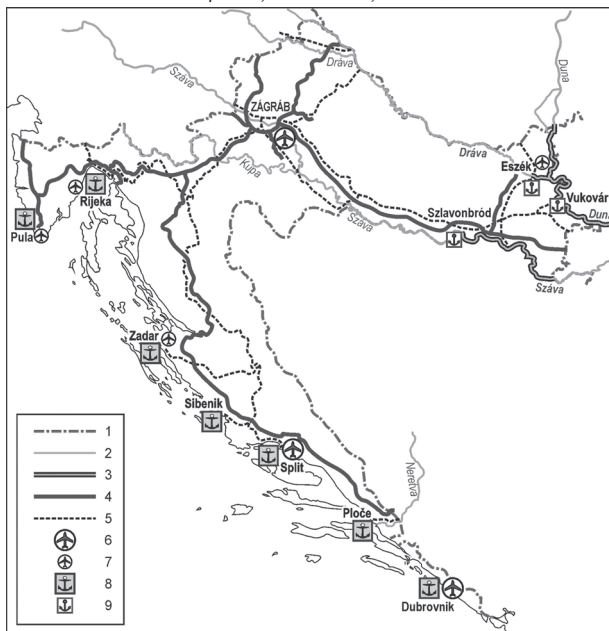 Száva
Dráva
Duna
ZÁGRÁB
Kupa
Dráva
Eszék
Vukovár
Duna
Rijeka
Pula
Száva
Szlavonbród
Száva
Zadar
Sibenik
Split
Neretva
Ploče
Dubrovnik
1
2
3
4
5
6
7
8
9